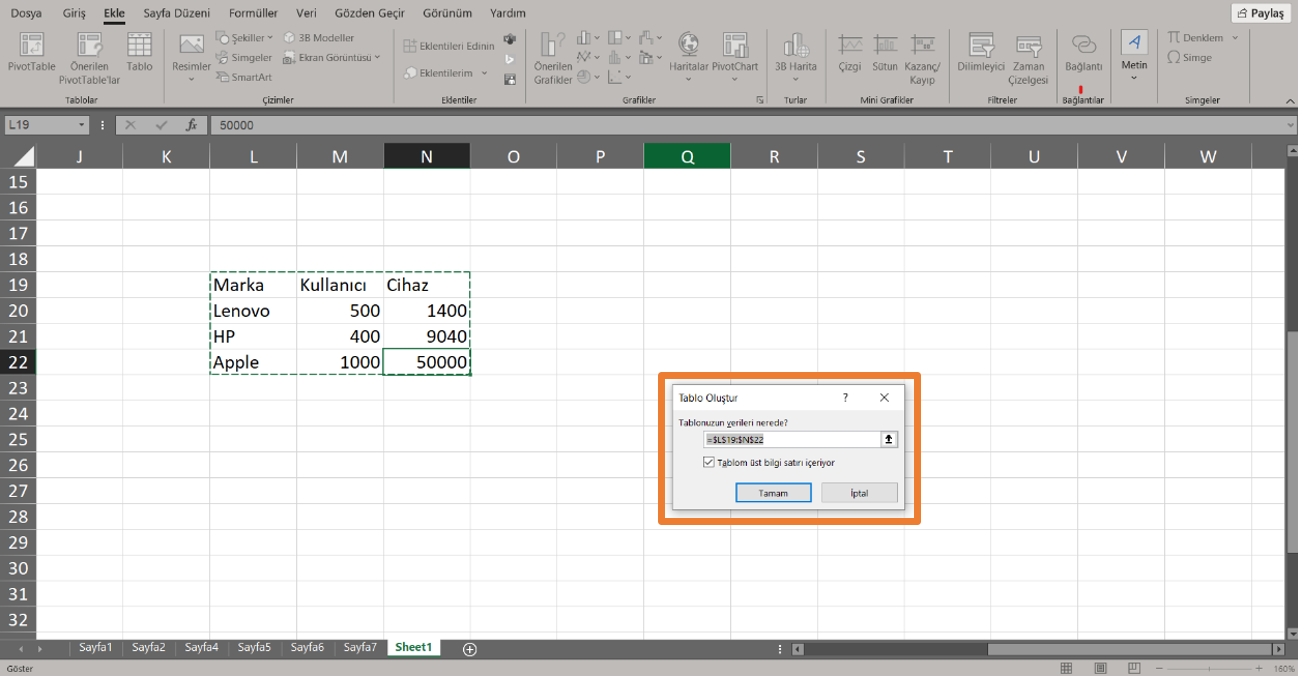 Dosya Giriş Ekle Sayfa Düzeni Formüller Veri Gözden Geçir Görünüm Yardım Paylaş
PivotTable Önerilen PivotTable'lar Tablo
Tablolar
Resimler Şekiller Simgeler SmartArt 3B Modeller Ekran Görüntüsü
Çizimler
Eklentileri Edinin Eklentilerim
Eklentiler
Önerilen Grafikler Haritalar PivotChart
Grafikler
3B Harita
Turlar
Çizgi Sütun Kazanç/ Kayıp
Mini Grafikler
Dilimleyici Zaman Çizelgesi
Filtreler
Bağlantı
Bağlantılar
Metin
Denklem Simge
Simgeler
L19 fx 50000
J K L M N O P Q R S T U V W
15
16
17
18
19 Marka Kullanıcı Cihaz
20 Lenovo 500 1400
21 HP 400 9040
22 Apple 1000 50000
23
24
25
26
27
28
29
30
31
32
Tablo Oluştur ?
Tablonuzun verileri nerede?
=$L$19:$N$22
Tablom üst bilgi satırı içeriyor
Tamam İptal
Sayfa1 Sayfa2 Sayfa4 Sayfa5 Sayfa6 Sayfa7 Sheet1
Göster 160%